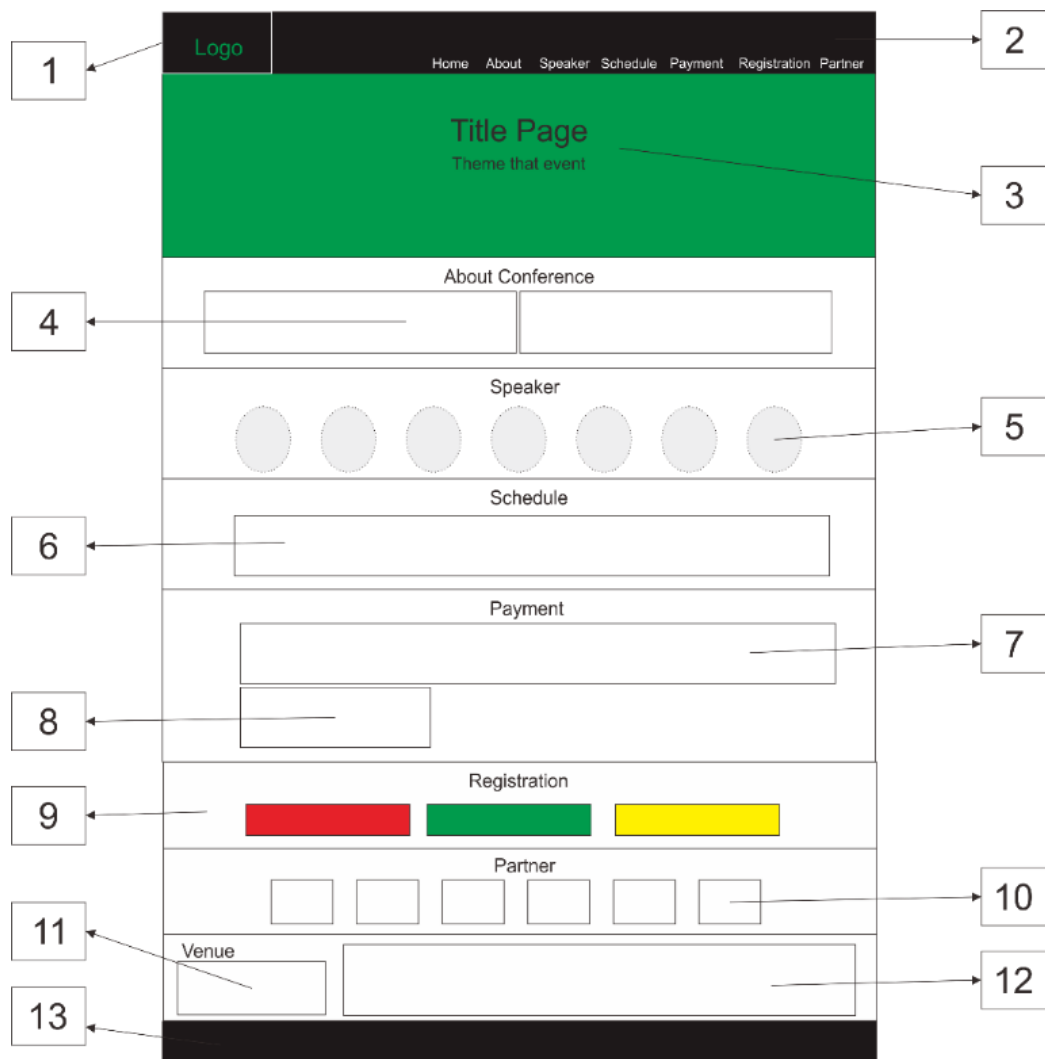 1
Logo
2
Home About Speaker Schedule Payment Registration Partner
Title Page
Theme that event
3
About Conference
4
Speaker
5
Schedule
6
Payment
7
8
Registration
9
Partner
10
11
Venue
12
13